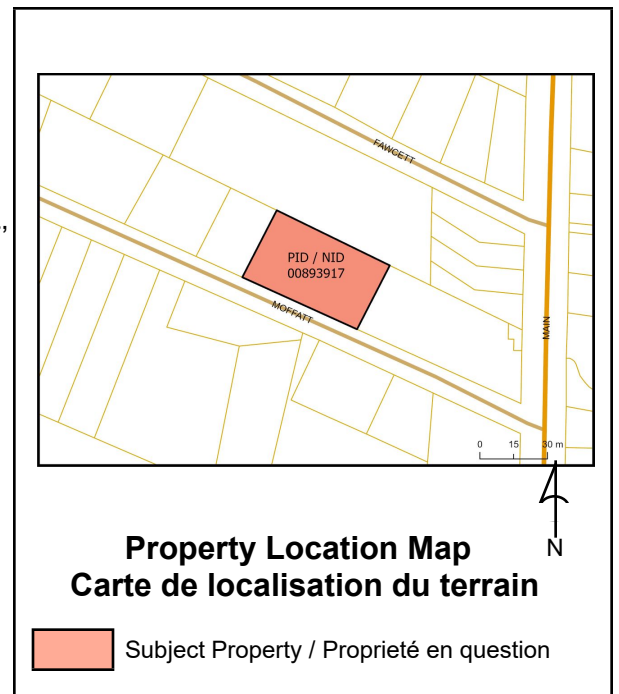 FAWCETT
PID / NID
00893917
MOFFATT
MAIN
0 15 30 m
N
Property Location Map
Carte de localisation du terrain
Subject Property / Proprieté en question